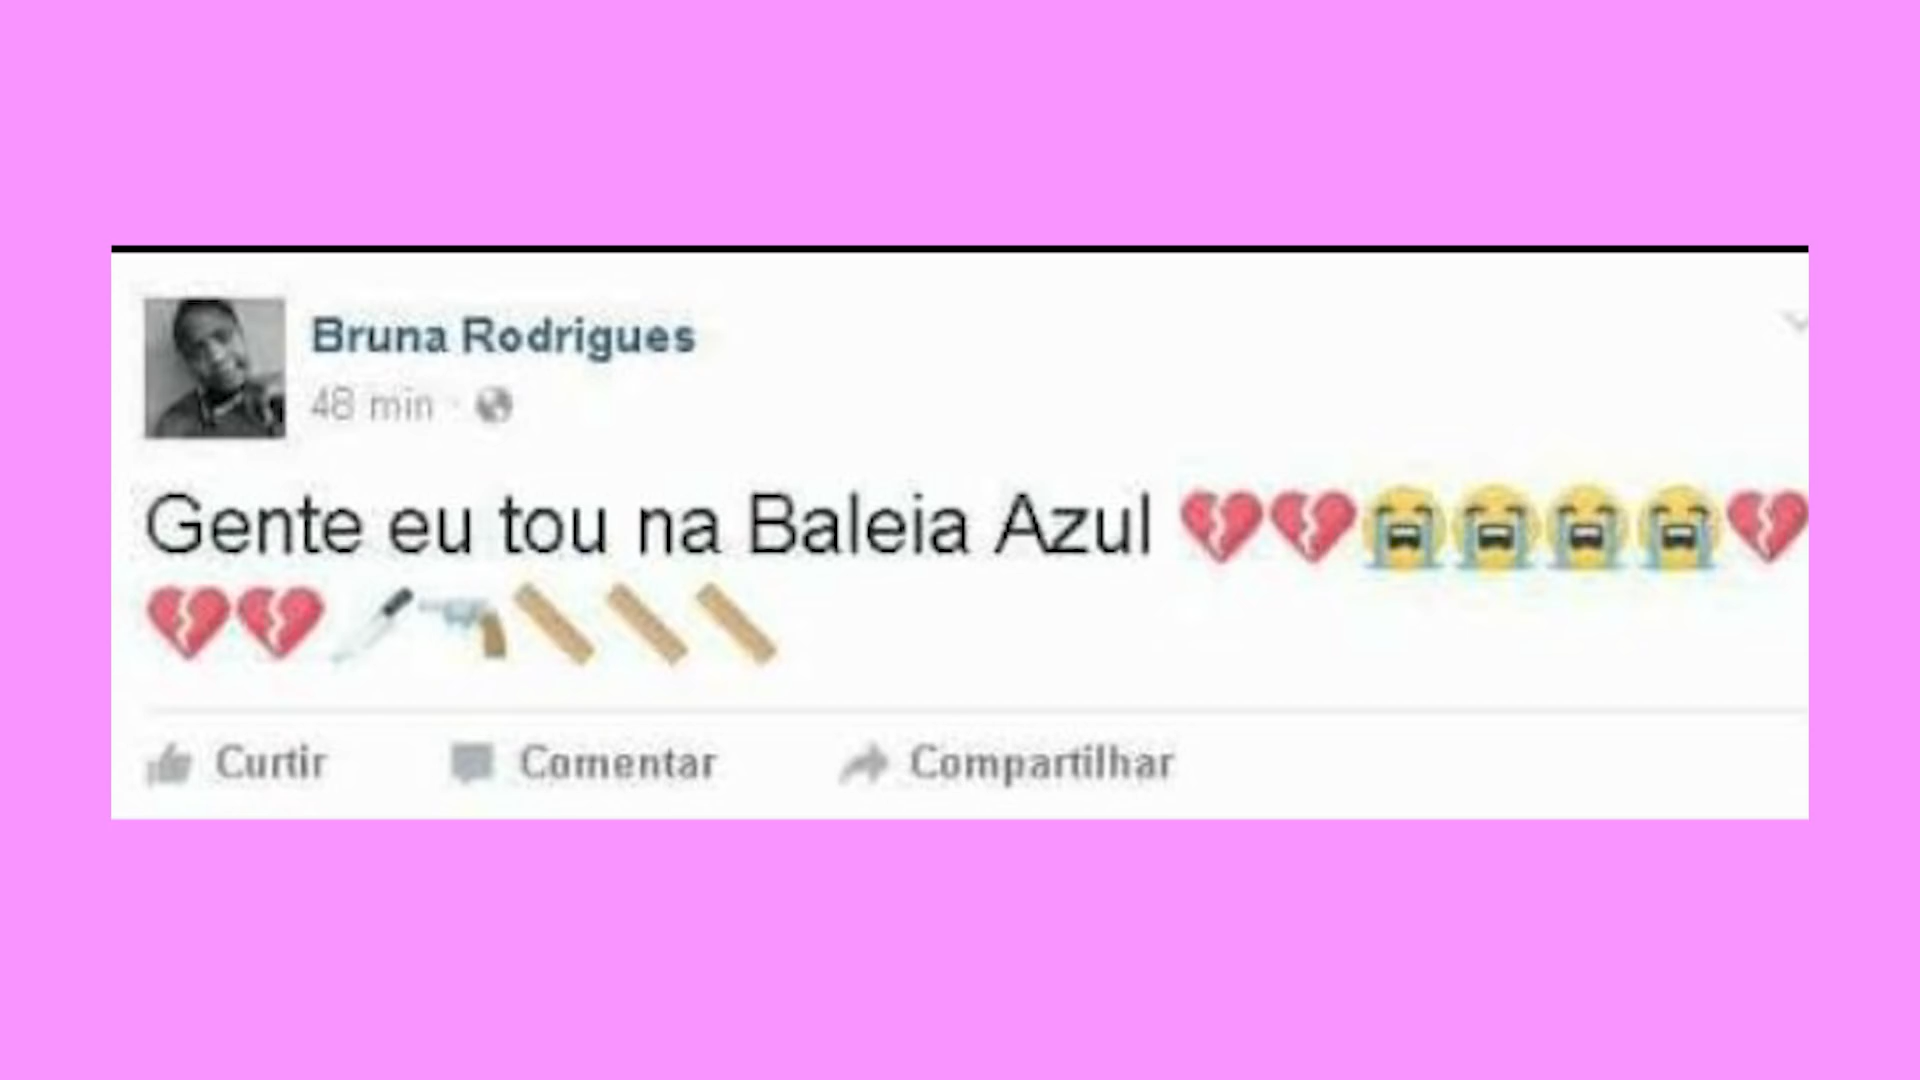 Bruna Rodrigues
48 min ·
Gente eu tou na Baleia Azul 💔💔😭😭😭😭💔
💔💔🔪🔫📏📏📏
Curtir Comentar Compartilhar